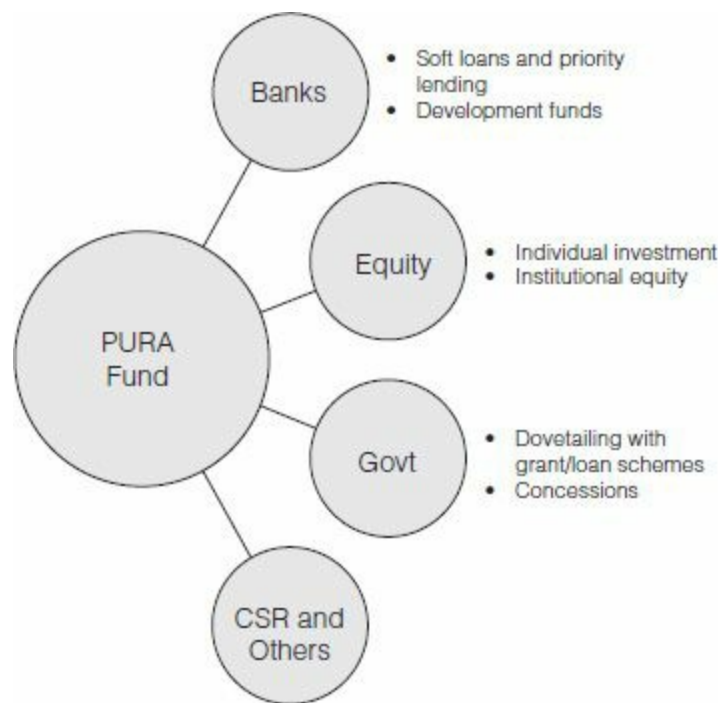 Banks
• Soft loans and priority
lending
• Development funds
Equity
• Individual investment
• Institutional equity
PURA
Fund
Govt
• Dovetailing with
grant/loan schemes
• Concessions
CSR and
Others